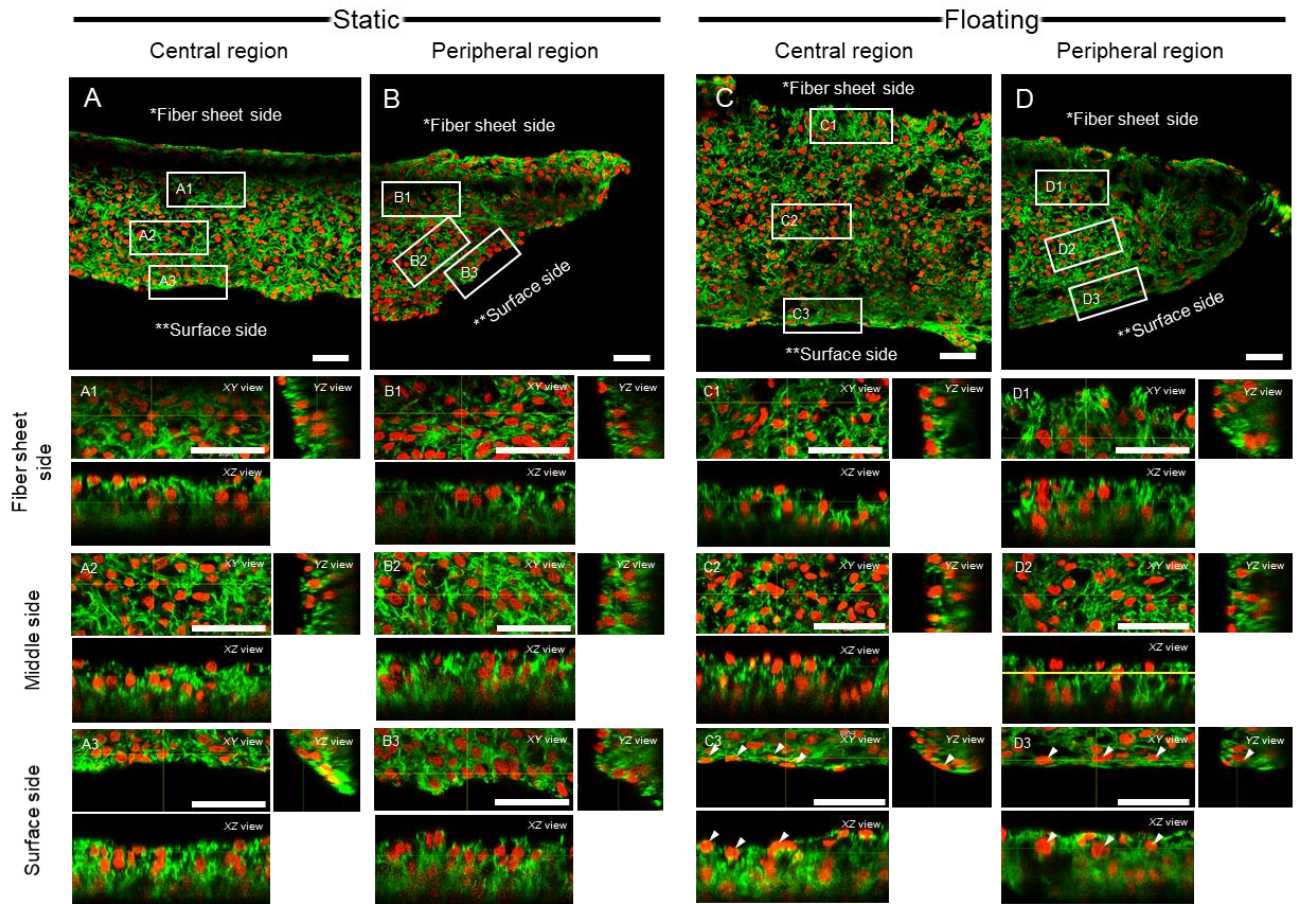 Static
Floating
Central region
Peripheral region
Central region
Peripheral region
A
*Fiber sheet side
A1
A2
A3
**Surface side
B
*Fiber sheet side
B1
B2
B3
**Surface side
C
*Fiber sheet side
C1
C2
C3
**Surface side
D
*Fiber sheet side
D1
D2
D3
**Surface side
Fiber sheet
side
A1
XY view
YZ view
XZ view
B1
XY view
YZ view
XZ view
C1
XY view
YZ view
XZ view
D1
XY view
YZ view
XZ view
Middle side
A2
XY view
YZ view
XZ view
B2
XY view
YZ view
XZ view
C2
XY view
YZ view
XZ view
D2
XY view
YZ view
XZ view
Surface side
A3
XY view
YZ view
XZ view
B3
XY view
YZ view
XZ view
C3
XY view
YZ view
XZ view
D3
XY view
YZ view
XZ view